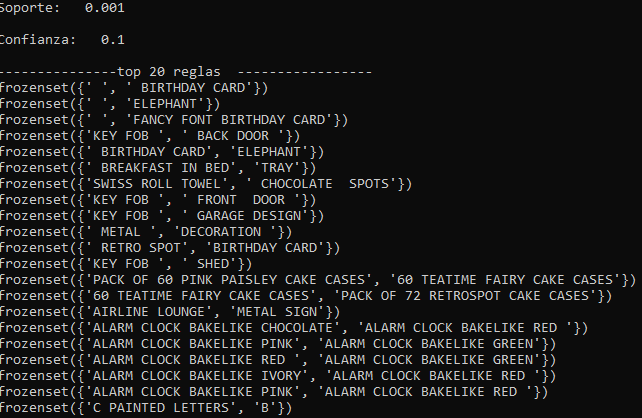 Soporte:   0.001
Confianza:   0.1
---------------top 20 reglas  -----------------
frozenset({' ', ' BIRTHDAY CARD'})
frozenset({' ', 'ELEPHANT'})
frozenset({' ', 'FANCY FONT BIRTHDAY CARD'})
frozenset({'KEY FOB ', ' BACK DOOR '})
frozenset({' BIRTHDAY CARD', 'ELEPHANT'})
frozenset({' BREAKFAST IN BED', 'TRAY'})
frozenset({'SWISS ROLL TOWEL', ' CHOCOLATE  SPOTS'})
frozenset({'KEY FOB ', ' FRONT  DOOR '})
frozenset({'KEY FOB ', ' GARAGE DESIGN'})
frozenset({' METAL ', 'DECORATION '})
frozenset({' RETRO SPOT', 'BIRTHDAY CARD'})
frozenset({'KEY FOB ', ' SHED'})
frozenset({'PACK OF 60 PINK PAISLEY CAKE CASES', '60 TEATIME FAIRY CAKE CASES'})
frozenset({'60 TEATIME FAIRY CAKE CASES', 'PACK OF 72 RETROSPOT CAKE CASES'})
frozenset({'AIRLINE LOUNGE', 'METAL SIGN'})
frozenset({'ALARM CLOCK BAKELIKE CHOCOLATE', 'ALARM CLOCK BAKELIKE RED '})
frozenset({'ALARM CLOCK BAKELIKE PINK', 'ALARM CLOCK BAKELIKE GREEN'})
frozenset({'ALARM CLOCK BAKELIKE RED ', 'ALARM CLOCK BAKELIKE GREEN'})
frozenset({'ALARM CLOCK BAKELIKE IVORY', 'ALARM CLOCK BAKELIKE RED '})
frozenset({'ALARM CLOCK BAKELIKE PINK', 'ALARM CLOCK BAKELIKE RED '})
frozenset({'C PAINTED LETTERS', 'B'})